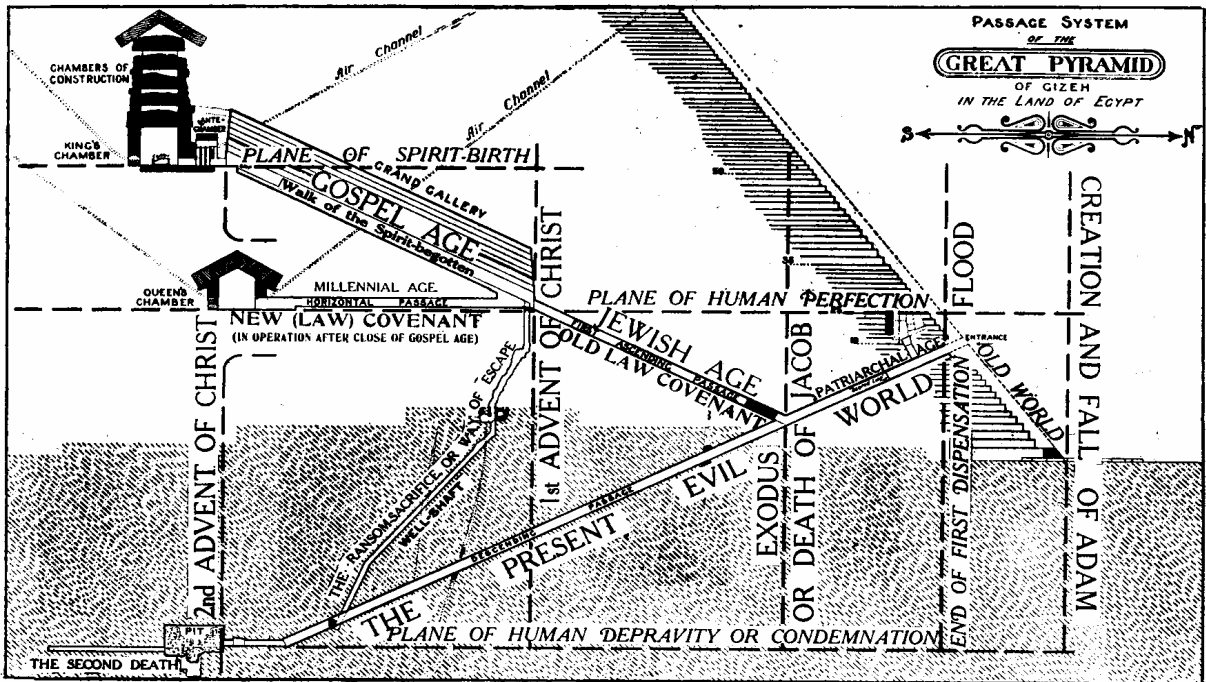 PASSAGE SYSTEM
OF THE
GREAT PYRAMID
OF GIZEH
IN THE LAND OF EGYPT
S
N
CHAMBERS OF
CONSTRUCTION
Air Channel
Air Channel
ANTE-
CHAMBER
KING'S
CHAMBER
PLANE OF SPIRIT-BIRTH
GRAND GALLERY
GOSPEL AGE
Walk of the Spirit-begotten
QUEEN'S
CHAMBER
MILLENNIAL AGE
HORIZONTAL PASSAGE
NEW (LAW) COVENANT
(IN OPERATION AFTER CLOSE OF GOSPEL AGE)
PLANE OF HUMAN PERFECTION
JEWISH AGE
FIRST ASCENDING PASSAGE
OLD LAW COVENANT
PATRIARCHAL AGE
ENTRANCE
OLD WORLD
THE PRESENT EVIL WORLD
DESCENDING PASSAGE
THE RANSOM-SACRIFICE OR WAY OF ESCAPE
WELL-SHAFT
2nd ADVENT OF CHRIST
1st ADVENT OF CHRIST
EXODUS
OR DEATH OF JACOB
FLOOD
END OF FIRST DISPENSATION
CREATION AND FALL OF ADAM
PIT
THE SECOND DEATH
PLANE OF HUMAN DEPRAVITY OR CONDEMNATION